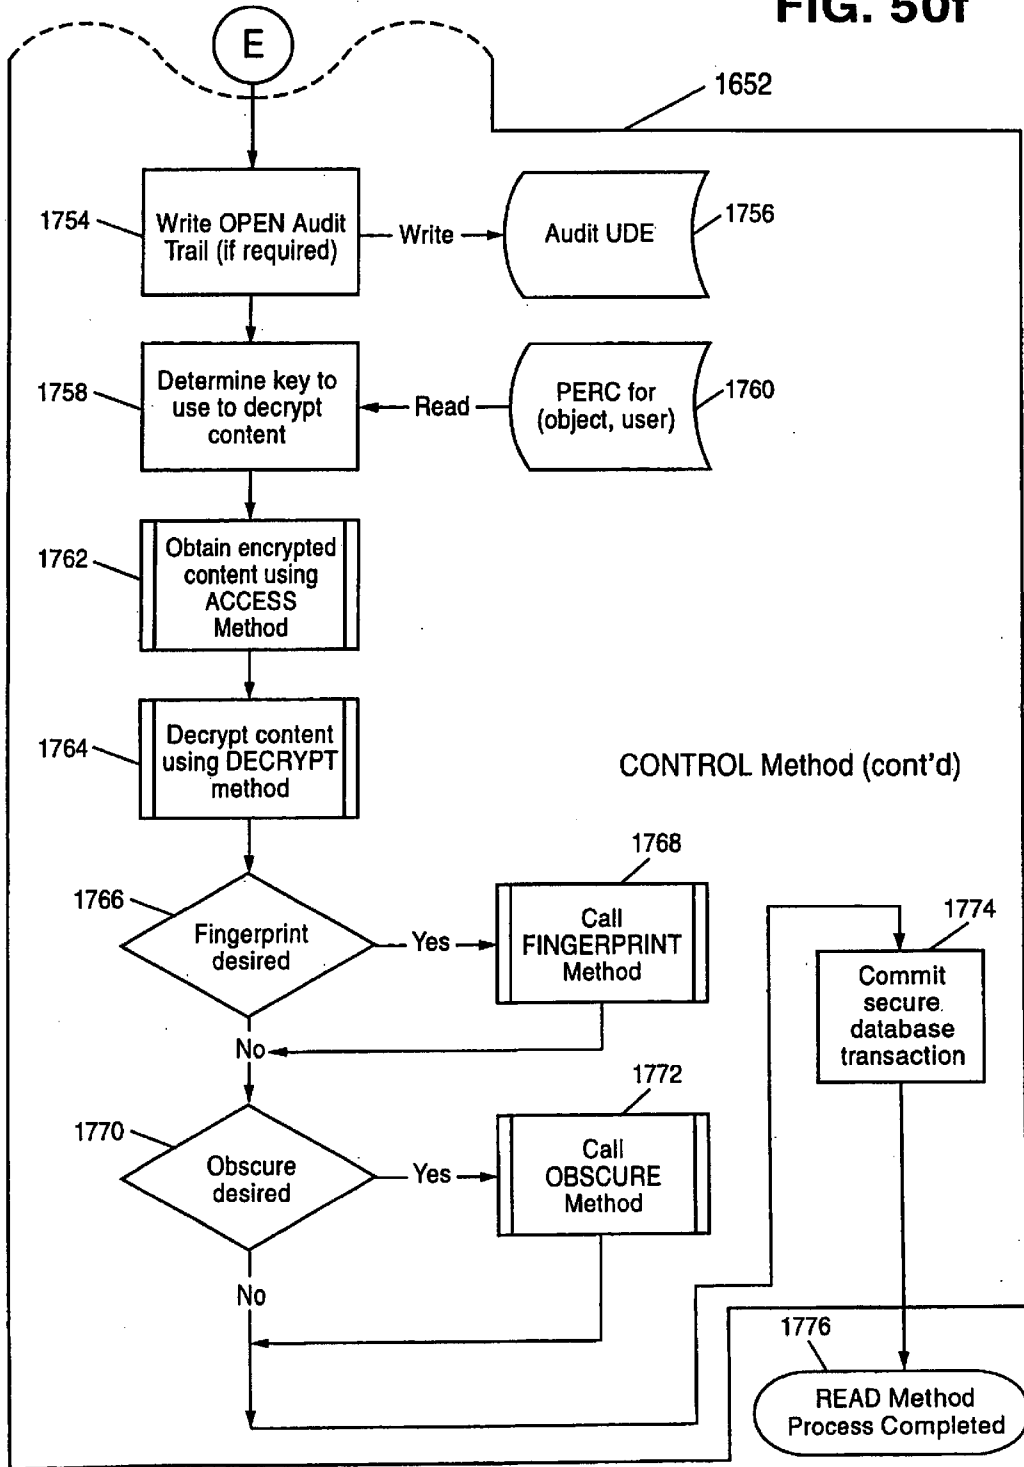 FIG. 50f
E
1652
1754
Write OPEN Audit
Trail (if required)
Write
Audit UDE
1756
1758
Determine key to
use to decrypt
content
Read
PERC for
(object, user)
1760
1762
Obtain encrypted
content using
ACCESS
Method
1764
Decrypt content
using DECRYPT
method
CONTROL Method (cont'd)
1766
Fingerprint
desired
Yes
1768
Call
FINGERPRINT
Method
No
1770
Obscure
desired
Yes
1772
Call
OBSCURE
Method
No
1774
Commit
secure
database
transaction
1776
READ Method
Process Completed